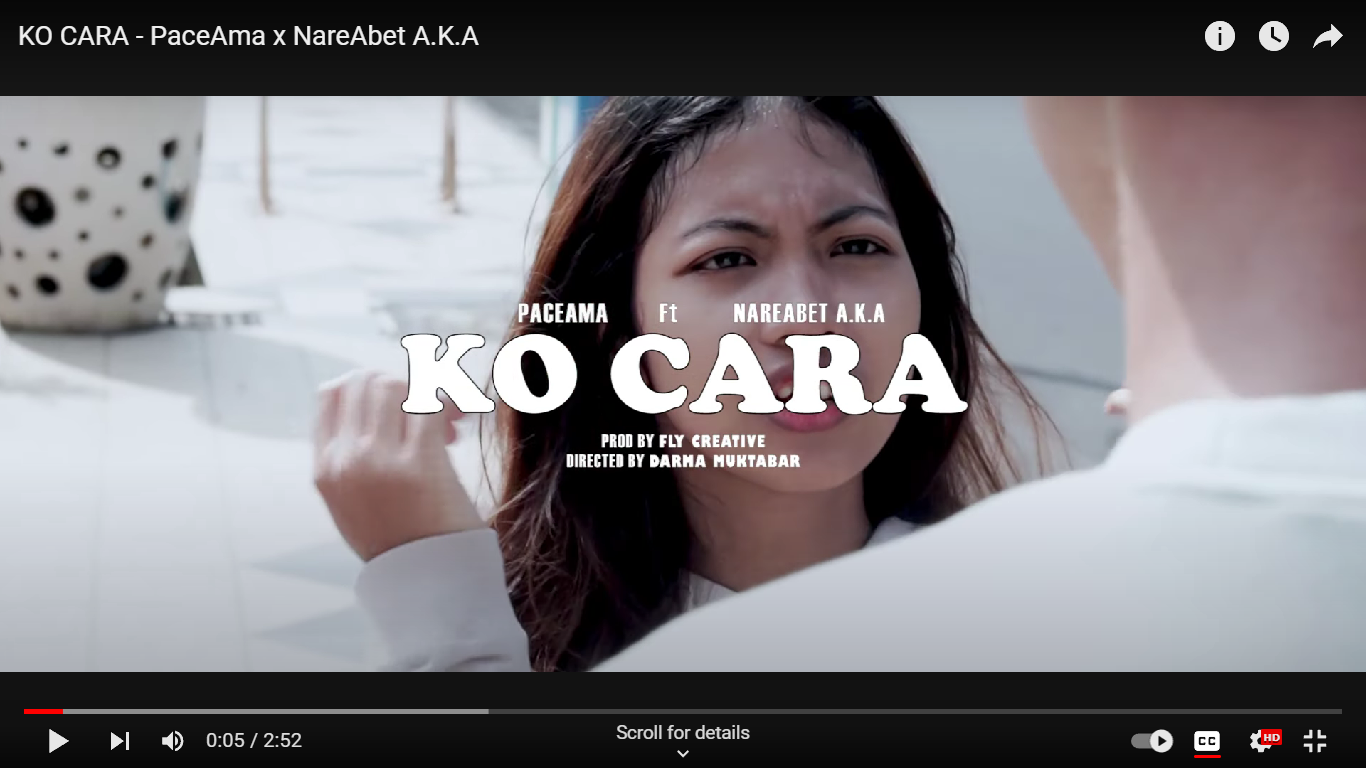 KO CARA - PaceAma x NareAbet A.K.A
PACEAMA Ft NAREABET A.K.A
KO CARA
PROD BY FLY CREATIVE
DIRECTED BY DARMA MUKTABAR
0:05 / 2:52
Scroll for details
CC
HD